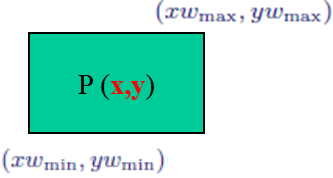 (xw_max, yw_max)
P (x,y)
(xw_min, yw_min)